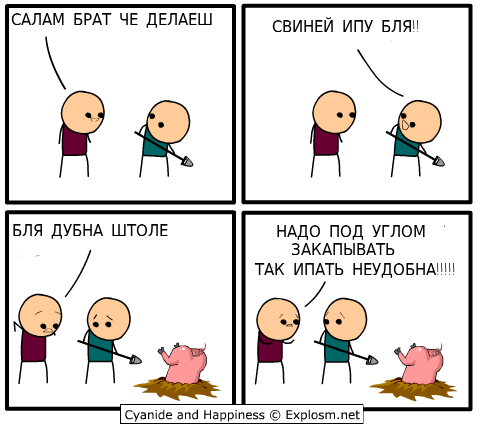 САЛАМ БРАТ ЧЕ ДЕЛАЕШ
СВИНЕЙ ИПУ БЛЯ!!
БЛЯ ДУБНА ШТОЛЕ
НАДО ПОД УГЛОМ
ЗАКАПЫВАТЬ
ТАК ИПАТЬ НЕУДОБНА!!!!!
Cyanide and Happiness © Explosm.net